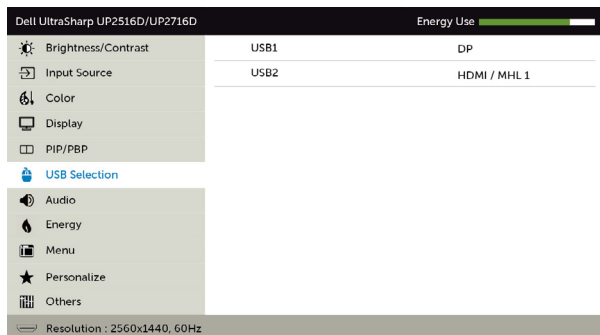 Dell UltraSharp UP2516D/UP2716D Energy Use
Brightness/Contrast USB1 DP
Input Source USB2 HDMI / MHL 1
Color
Display
PIP/PBP
USB Selection
Audio
Energy
Menu
Personalize
Others
Resolution : 2560x1440, 60Hz